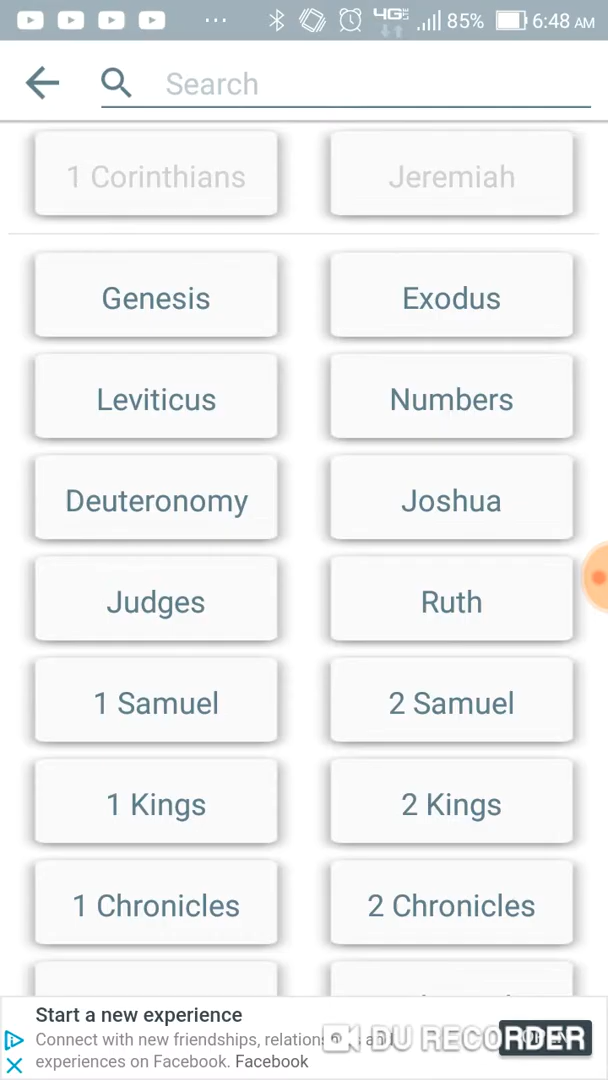 4G 85% 6:48 AM
Search
1 Corinthians Jeremiah
Genesis Exodus
Leviticus Numbers
Deuteronomy Joshua
Judges Ruth
1 Samuel 2 Samuel
1 Kings 2 Kings
1 Chronicles 2 Chronicles
Start a new experience
Connect with new friendships, and
experiences on Facebook. Facebook
DU RECORDER